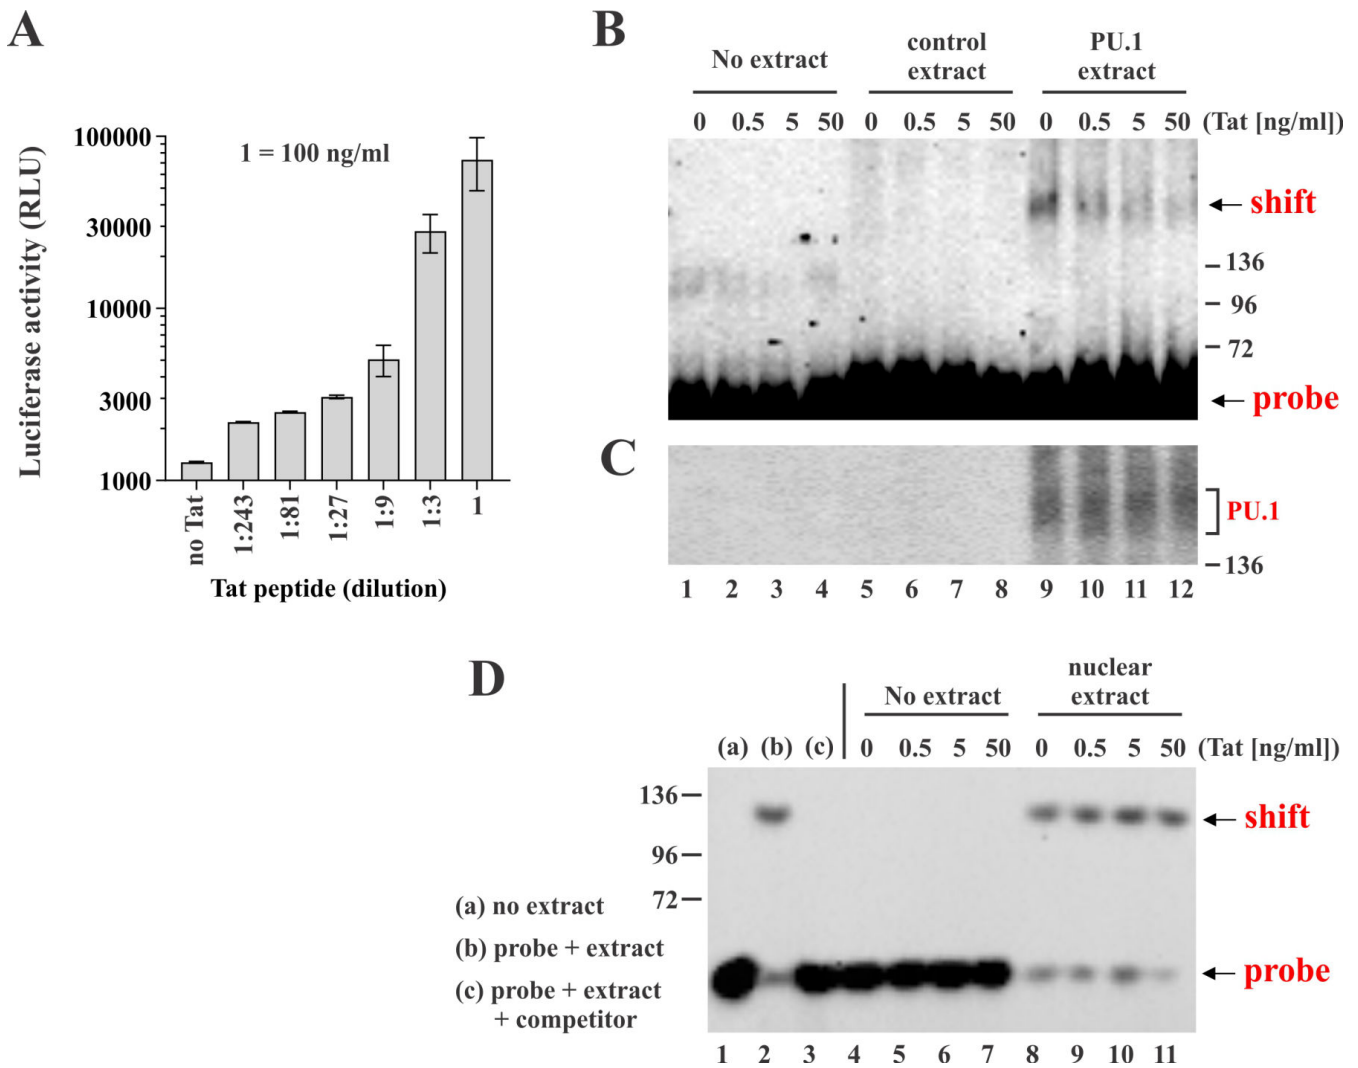 A
Luciferase activity (RLU)
100000
30000
10000
3000
1000
1 = 100 ng/ml
no Tat
1:243
1:81
1:27
1:9
1:3
1
Tat peptide (dilution)
B
No extract
control
extract
PU.1
extract
0 0.5 5 50 0 0.5 5 50 0 0.5 5 50 (Tat [ng/ml])
shift
136
96
72
probe
C
PU.1
136
1 2 3 4 5 6 7 8 9 10 11 12
D
No extract
nuclear
extract
(a) (b) (c) 0 0.5 5 50 0 0.5 5 50 (Tat [ng/ml])
136
shift
96
72
(a) no extract
(b) probe + extract
(c) probe + extract
+ competitor
probe
1 2 3 4 5 6 7 8 9 10 11